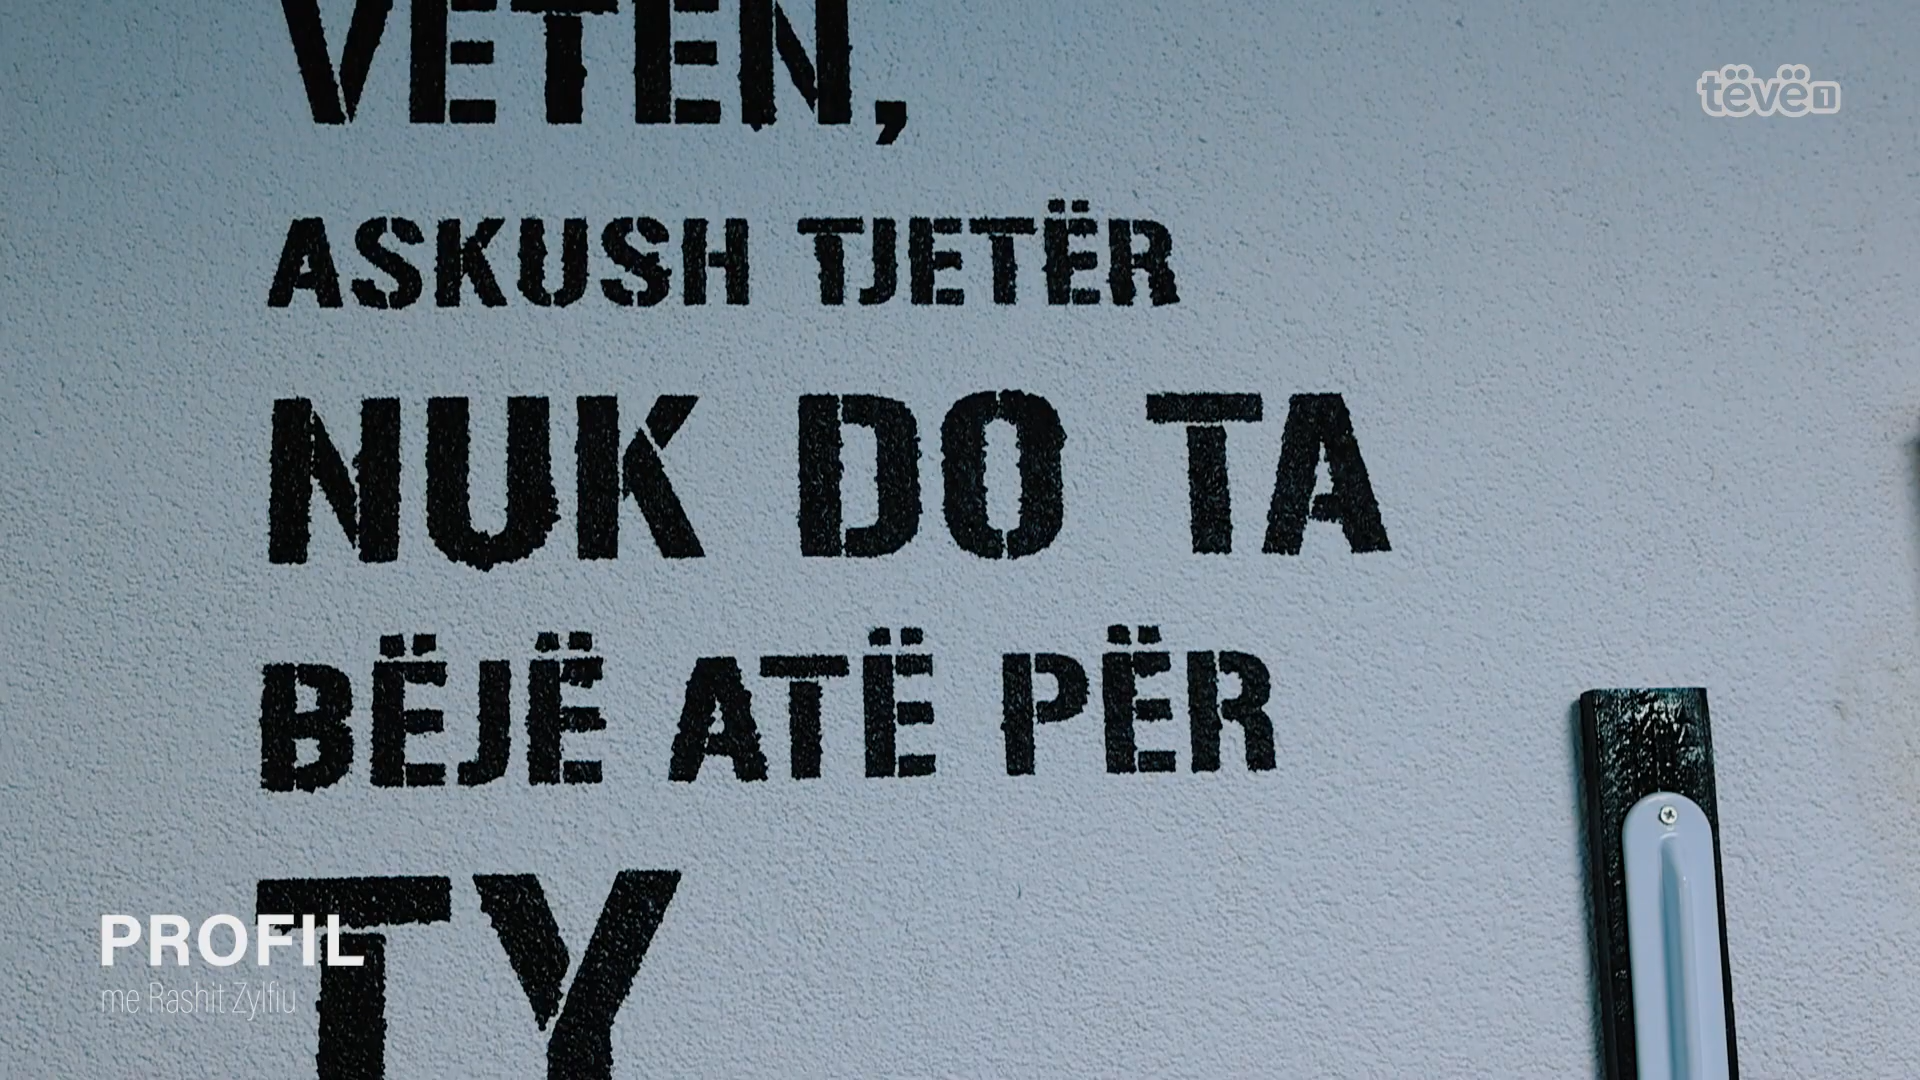 VETEN,
tëvë1
ASKUSH TJETËR
NUK DO TA
BËJË ATË PËR
TY
PROFIL
me Rashit Zylfiu